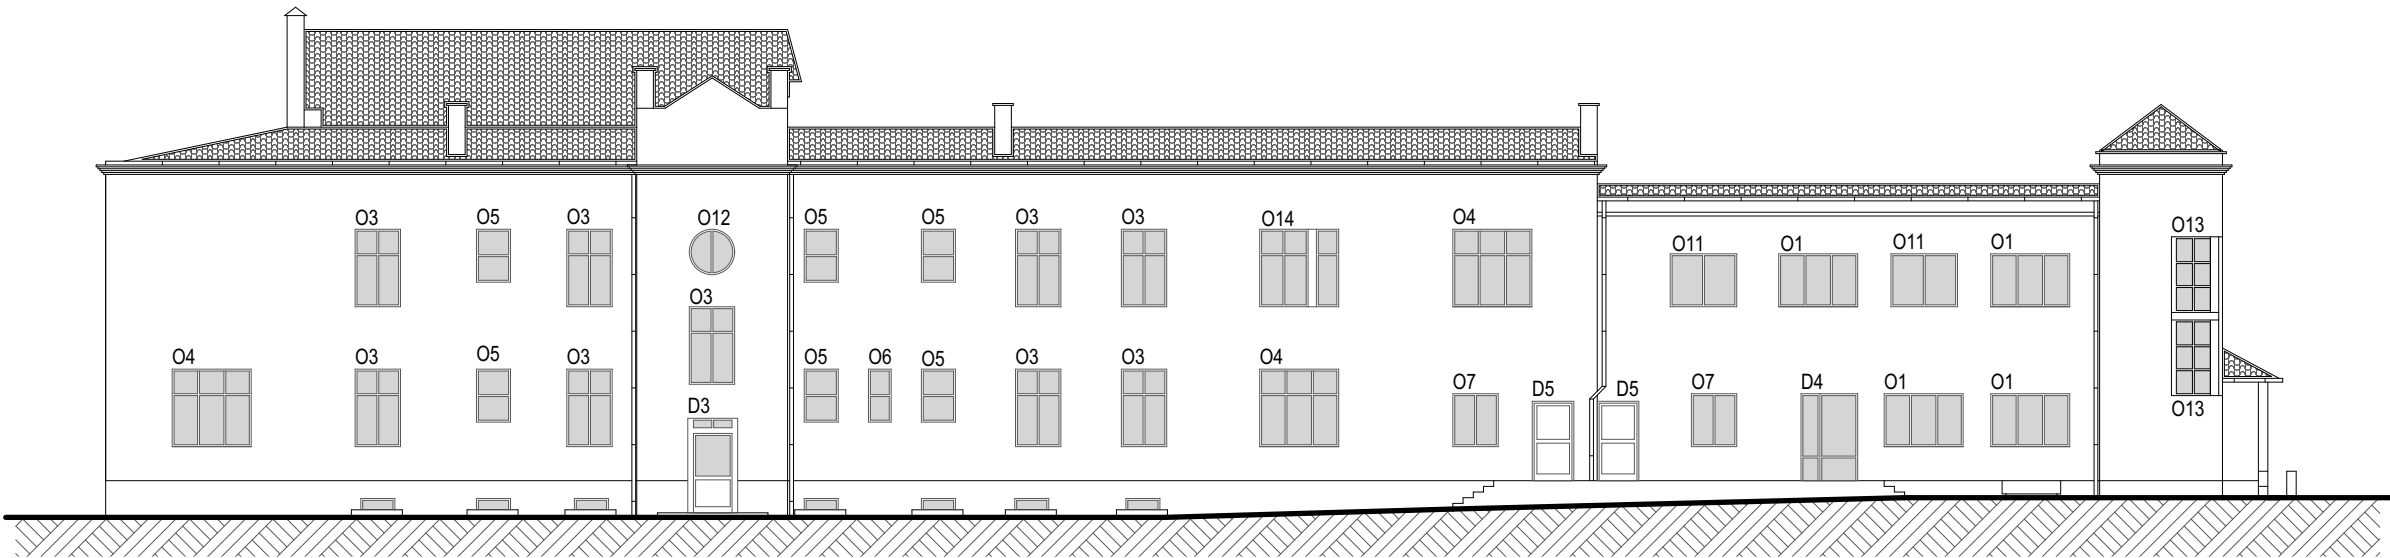 O3 O5 O3 O12 O5 O5 O3 O3 O14 O4 O13
O11 O1 O11 O1
O3
O4 O3 O5 O3 O5 O6 O5 O3 O3 O4
O7 D5 D5 O7 D4 O1 O1
D3 O13